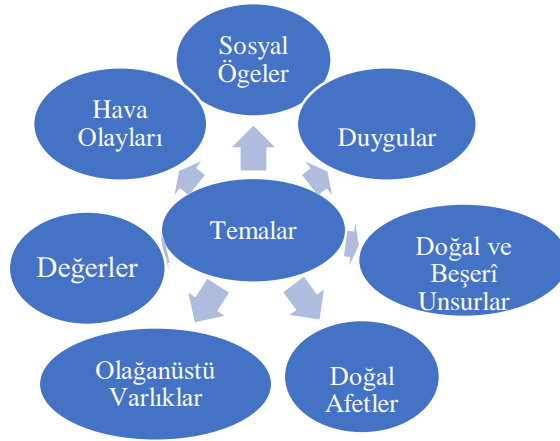 Sosyal
Ögeler
Hava
Olayları
Duygular
Temalar
Değerler
Doğal ve
Beşerî
Unsurlar
Olağanüstü
Varlıklar
Doğal
Afetler